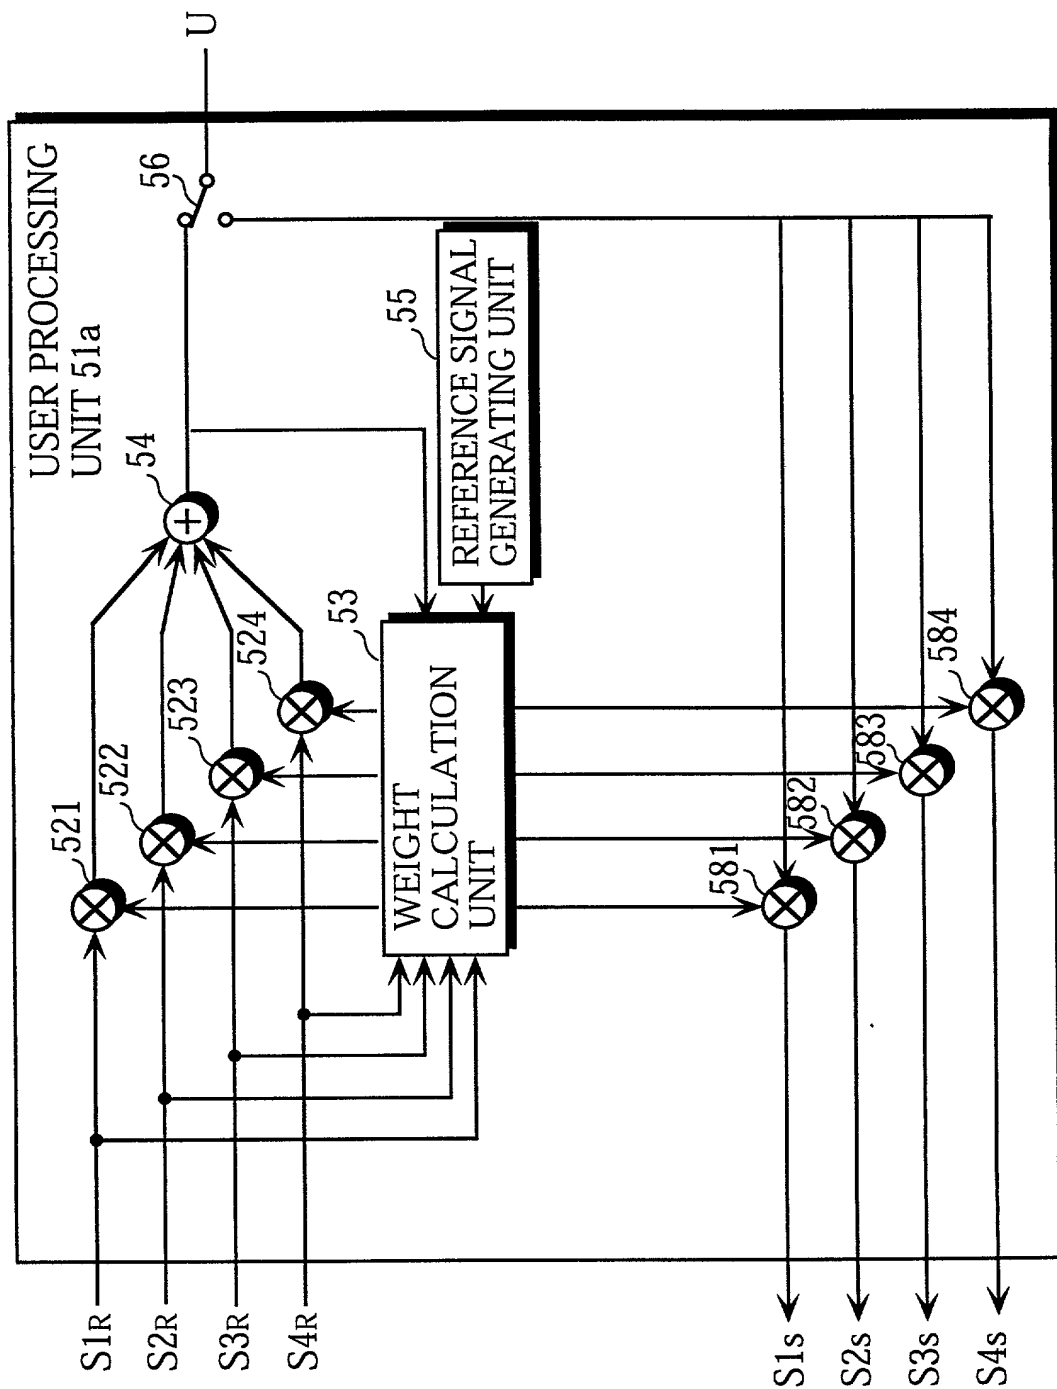 USER PROCESSING
UNIT 51a
S1R
S2R
S3R
S4R
521
522
523
524
54
56
U
53
WEIGHT
CALCULATION
UNIT
55
REFERENCE SIGNAL
GENERATING UNIT
581
582
583
584
S1S
S2S
S3S
S4S